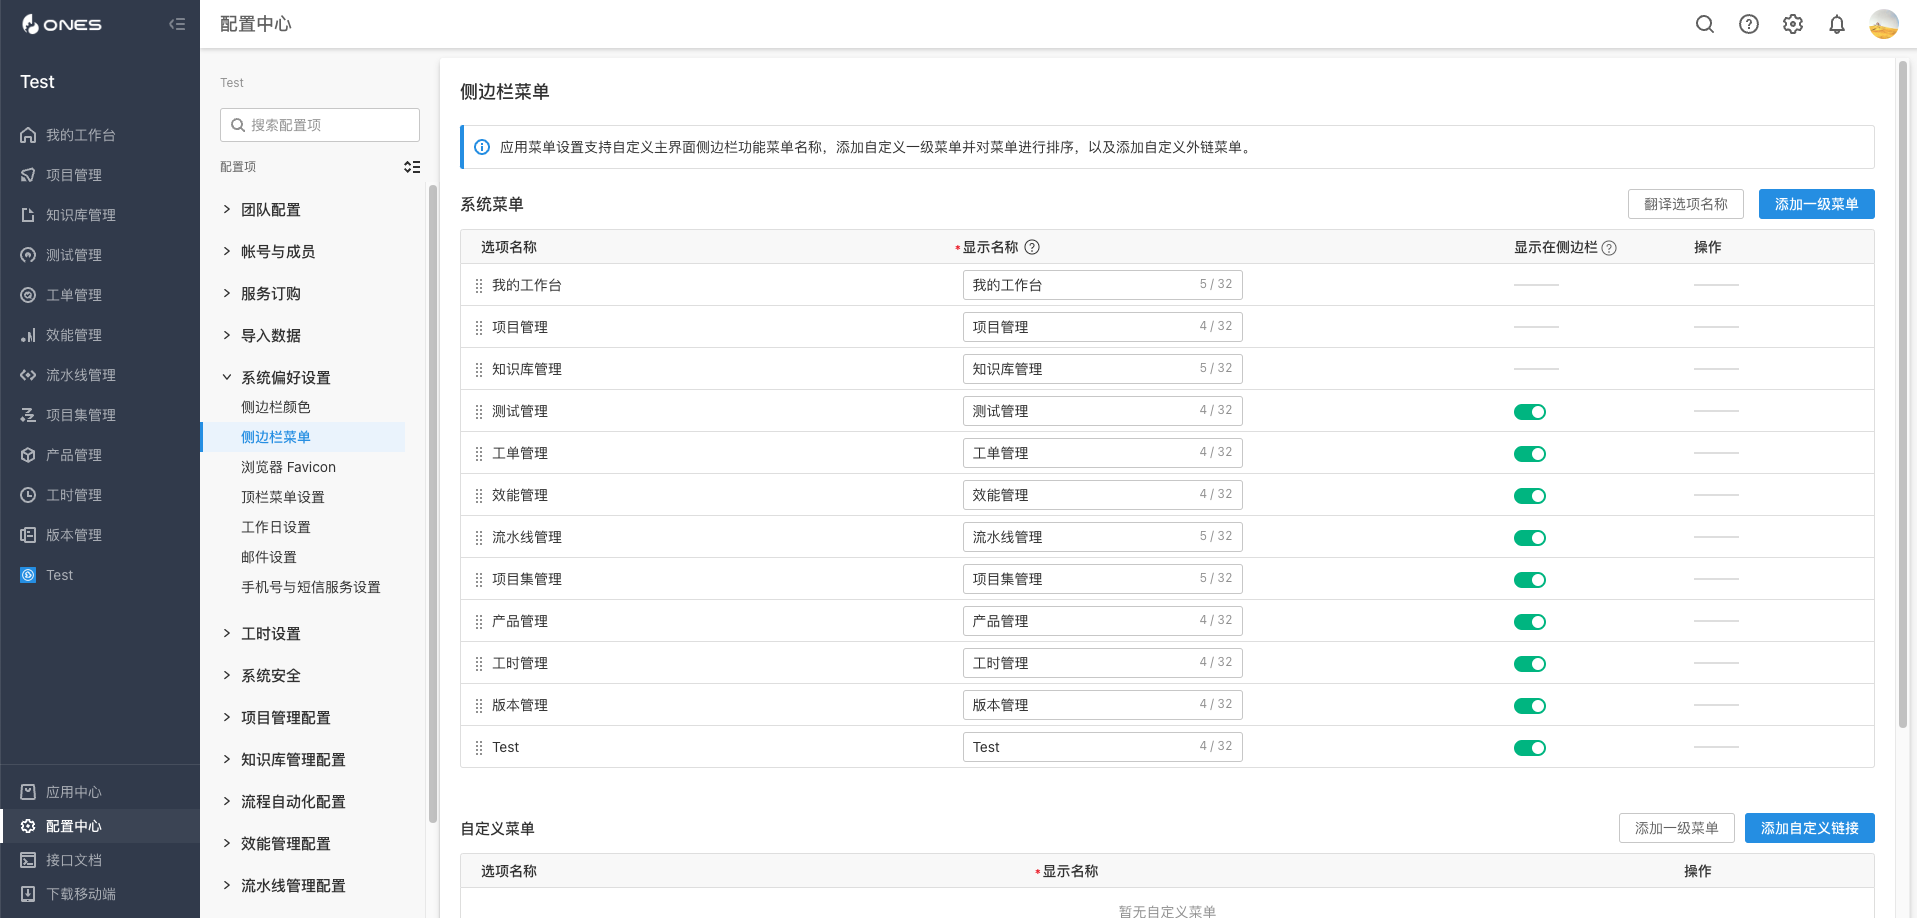 ONES
配置中心
Test
我的工作台
项目管理
知识库管理
测试管理
工单管理
效能管理
流水线管理
项目集管理
产品管理
工时管理
版本管理
Test
应用中心
配置中心
接口文档
下载移动端
Test
搜索配置项
配置项
团队配置
帐号与成员
服务订购
导入数据
系统偏好设置
侧边栏颜色
侧边栏菜单
浏览器 Favicon
顶栏菜单设置
工作日设置
邮件设置
手机号与短信服务设置
工时设置
系统安全
项目管理配置
知识库管理配置
流程自动化配置
效能管理配置
流水线管理配置
侧边栏菜单
应用菜单设置支持自定义主界面侧边栏功能菜单名称，添加自定义一级菜单并对菜单进行排序，以及添加自定义外链菜单。
系统菜单 翻译选项名称 添加一级菜单
选项名称 *显示名称 显示在侧边栏 操作
我的工作台 我的工作台 5 / 32
项目管理 项目管理 4 / 32
知识库管理 知识库管理 5 / 32
测试管理 测试管理 4 / 32
工单管理 工单管理 4 / 32
效能管理 效能管理 4 / 32
流水线管理 流水线管理 5 / 32
项目集管理 项目集管理 5 / 32
产品管理 产品管理 4 / 32
工时管理 工时管理 4 / 32
版本管理 版本管理 4 / 32
Test Test 4 / 32
自定义菜单 添加一级菜单 添加自定义链接
选项名称 *显示名称 操作
暂无自定义菜单